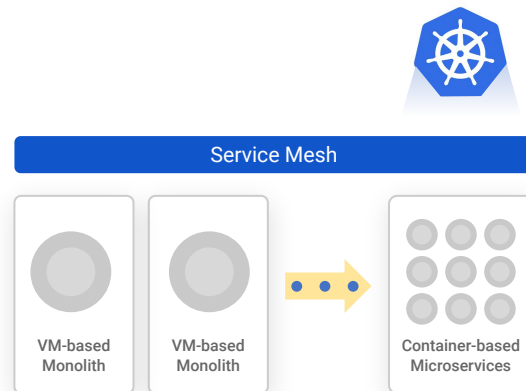 Service Mesh
VM-based
Monolith
VM-based
Monolith
Container-based
Microservices